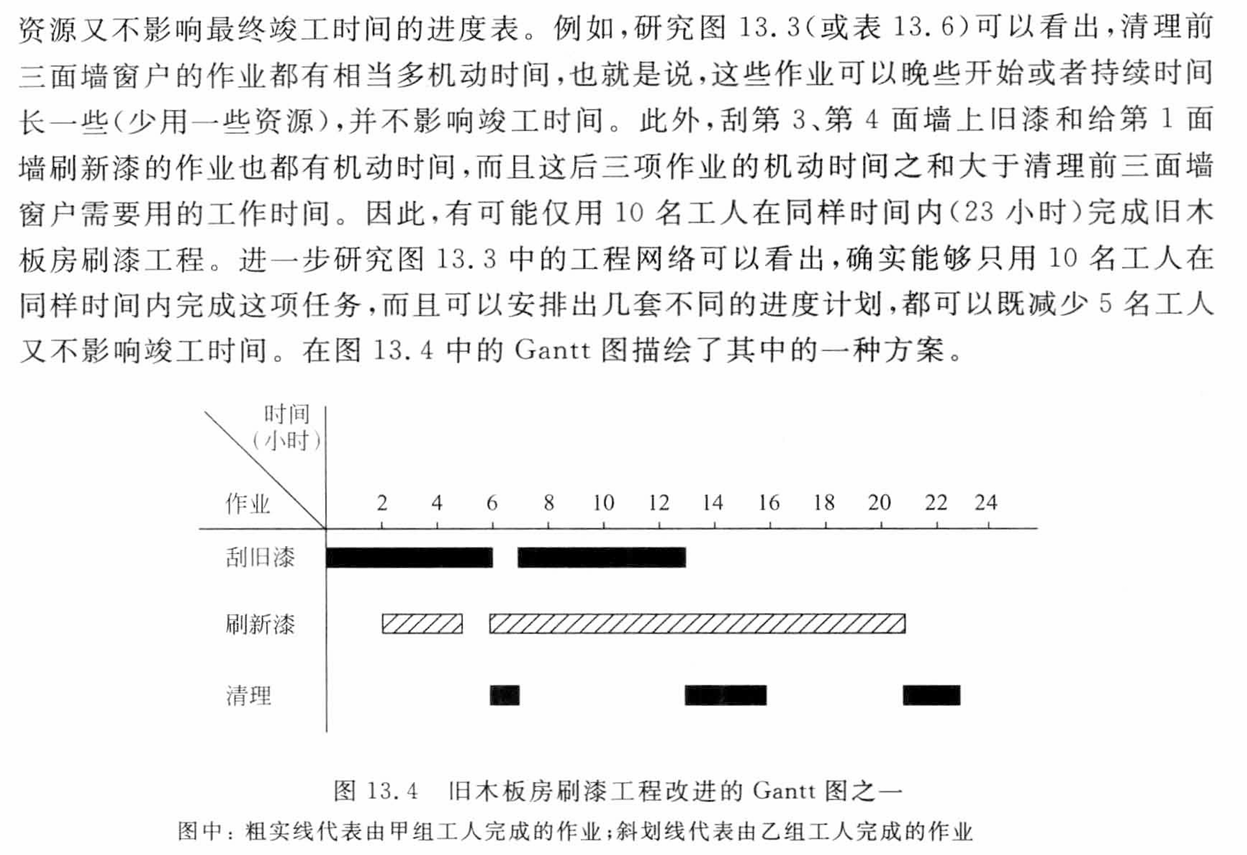 资源又不影响最终竣工时间的进度表。例如,研究图 13.3(或表 13.6)可以看出,清理前
三面墙窗户的作业都有相当多机动时间,也就是说,这些作业可以晚些开始或者持续时间
长一些(少用一些资源),并不影响竣工时间。此外,刮第 3、第 4 面墙上旧漆和给第 1 面
墙刷新漆的作业也都有机动时间,而且这后三项作业的机动时间之和大于清理前三面墙
窗户需要用的工作时间。因此,有可能仅用 10 名工人在同样时间内(23 小时)完成旧木
板房刷漆工程。进一步研究图 13.3 中的工程网络可以看出,确实能够只用 10 名工人在
同样时间内完成这项任务,而且可以安排出几套不同的进度计划,都可以既减少 5 名工人
又不影响竣工时间。在图 13.4 中的 Gantt 图描绘了其中的一种方案。
时间
(小时)
作业 2 4 6 8 10 12 14 16 18 20 22 24
刮旧漆
刷新漆
清理
图 13.4 旧木板房刷漆工程改进的 Gantt 图之一
图中: 粗实线代表由甲组工人完成的作业;斜划线代表由乙组工人完成的作业